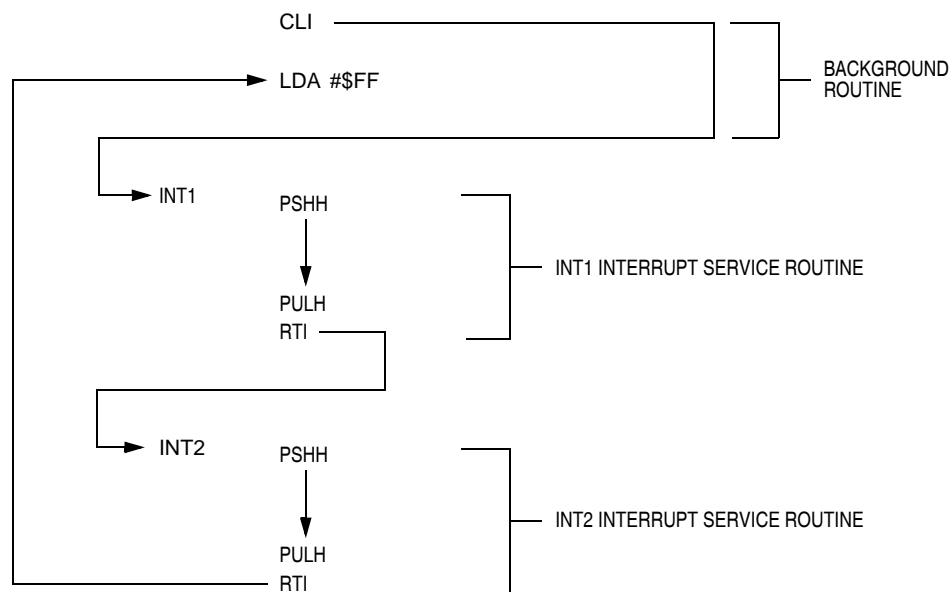 CLI
LDA #$FF
BACKGROUND
ROUTINE
INT1
PSHH
INT1 INTERRUPT SERVICE ROUTINE
PULH
RTI
INT2
PSHH
INT2 INTERRUPT SERVICE ROUTINE
PULH
RTI